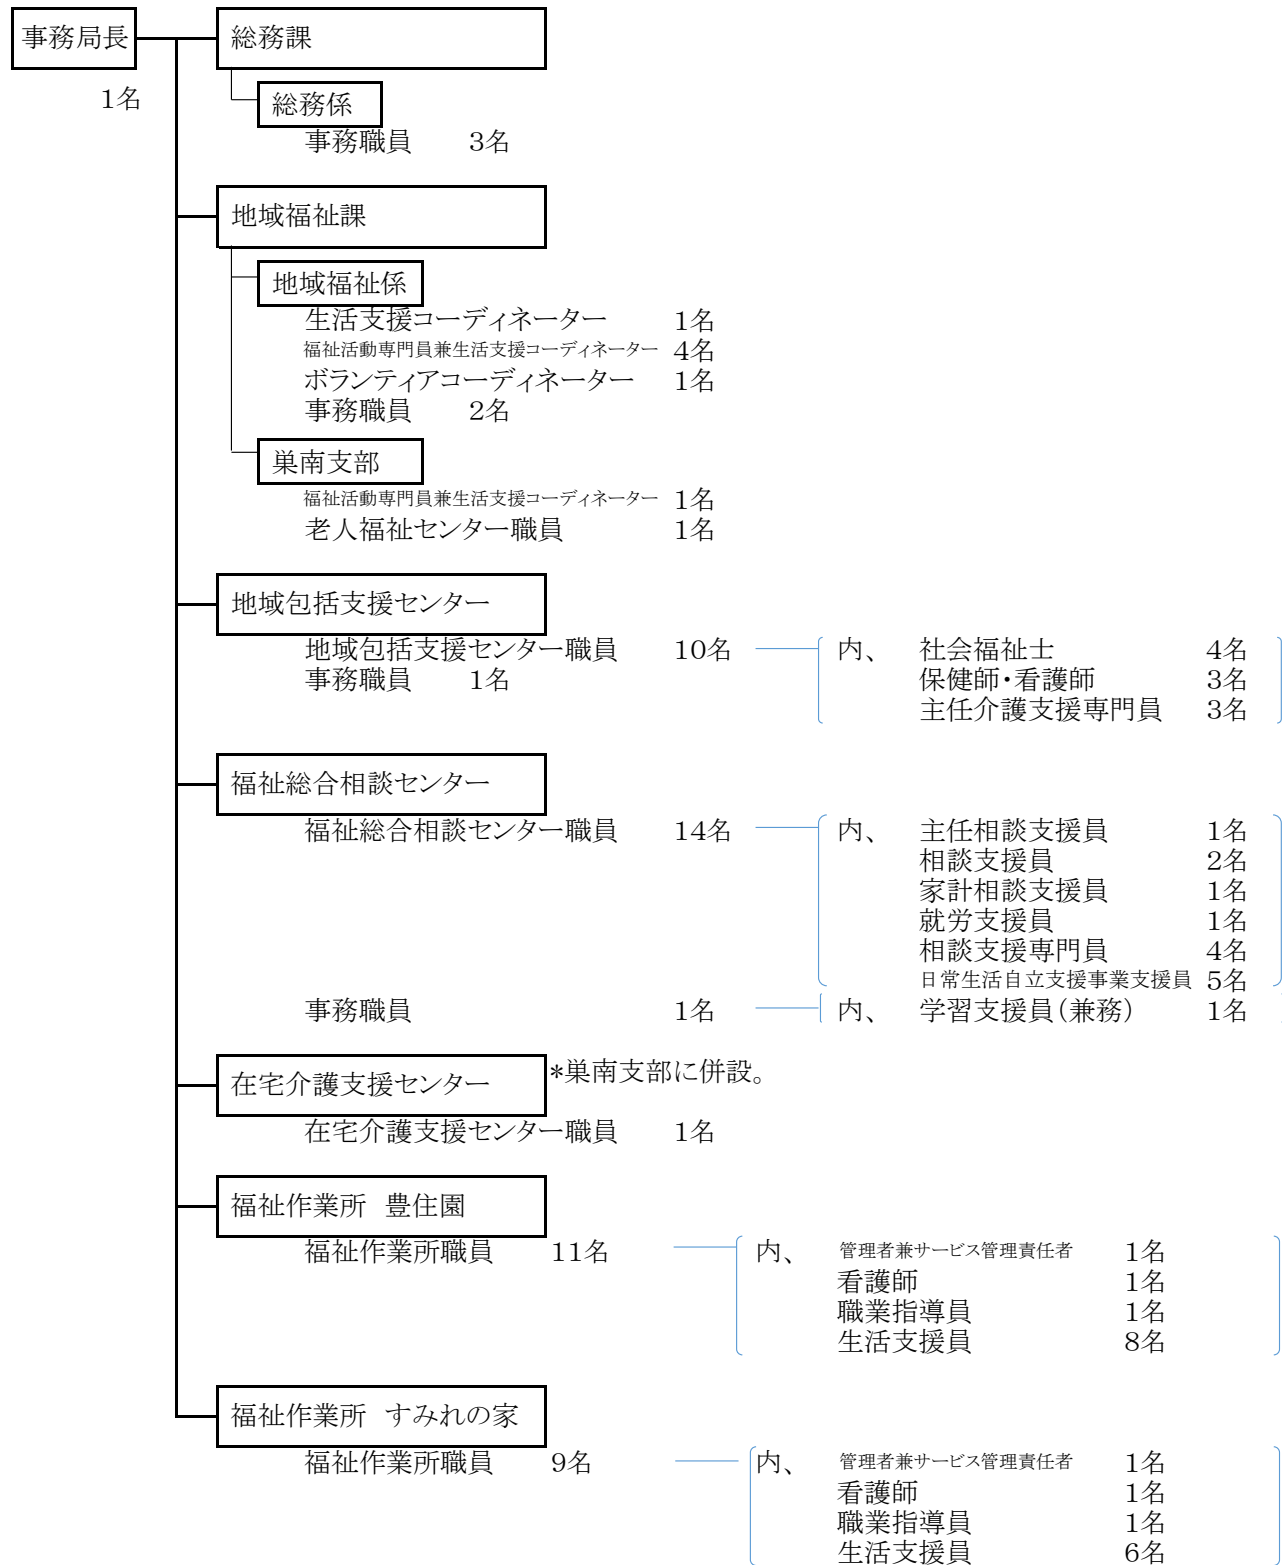 事務局長 総務課
1名 総務係
事務職員 3名
地域福祉課
地域福祉係
生活支援コーディネーター 1名
福祉活動専門員兼生活支援コーディネーター 4名
ボランティアコーディネーター 1名
事務職員 2名
巣南支部
福祉活動専門員兼生活支援コーディネーター 1名
老人福祉センター職員 1名
地域包括支援センター
地域包括支援センター職員 10名 内、 社会福祉士 4名
事務職員 1名 保健師・看護師 3名
主任介護支援専門員 3名
福祉総合相談センター
福祉総合相談センター職員 14名 内、 主任相談支援員 1名
相談支援員 2名
家計相談支援員 1名
就労支援員 1名
相談支援専門員 4名
日常生活自立支援事業支援員 5名
事務職員 1名 内、 学習支援員(兼務) 1名
在宅介護支援センター *巣南支部に併設。
在宅介護支援センター職員 1名
福祉作業所 豊住園
福祉作業所職員 11名 内、 管理者兼サービス管理責任者 1名
看護師 1名
職業指導員 1名
生活支援員 8名
福祉作業所 すみれの家
福祉作業所職員 9名 内、 管理者兼サービス管理責任者 1名
看護師 1名
職業指導員 1名
生活支援員 6名